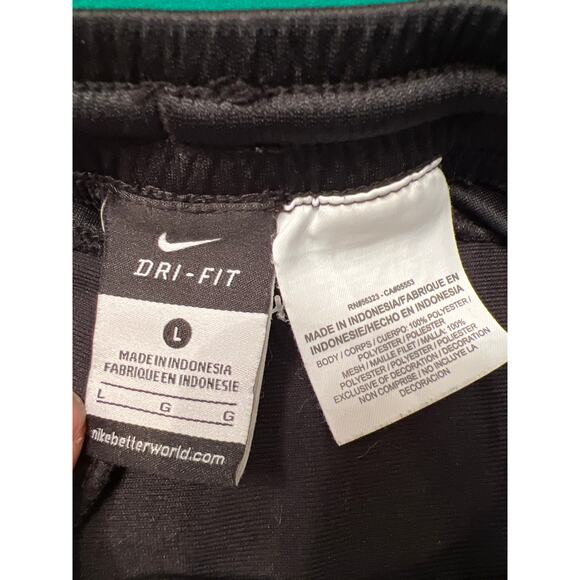 DRI-FIT
L
MADE IN INDONESIA
FABRIQUE EN INDONESIE
L G G
nikebetterworld.com
RN#56323 - CA#05553
MADE IN INDONESIA/FABRIQUE EN
INDONESIE/HECHO EN INDONESIA
BODY / CORPS / CUERPO: 100% POLYESTER /
POLYESTER / POLIESTER
MESH / MAILLE FILET / MALLA: 100%
POLYESTER / POLYESTER / POLIESTER
EXCLUSIVE OF DECORATION / DECORATION
NON COMPRISE / NO INCLUYE LA
DECORACION